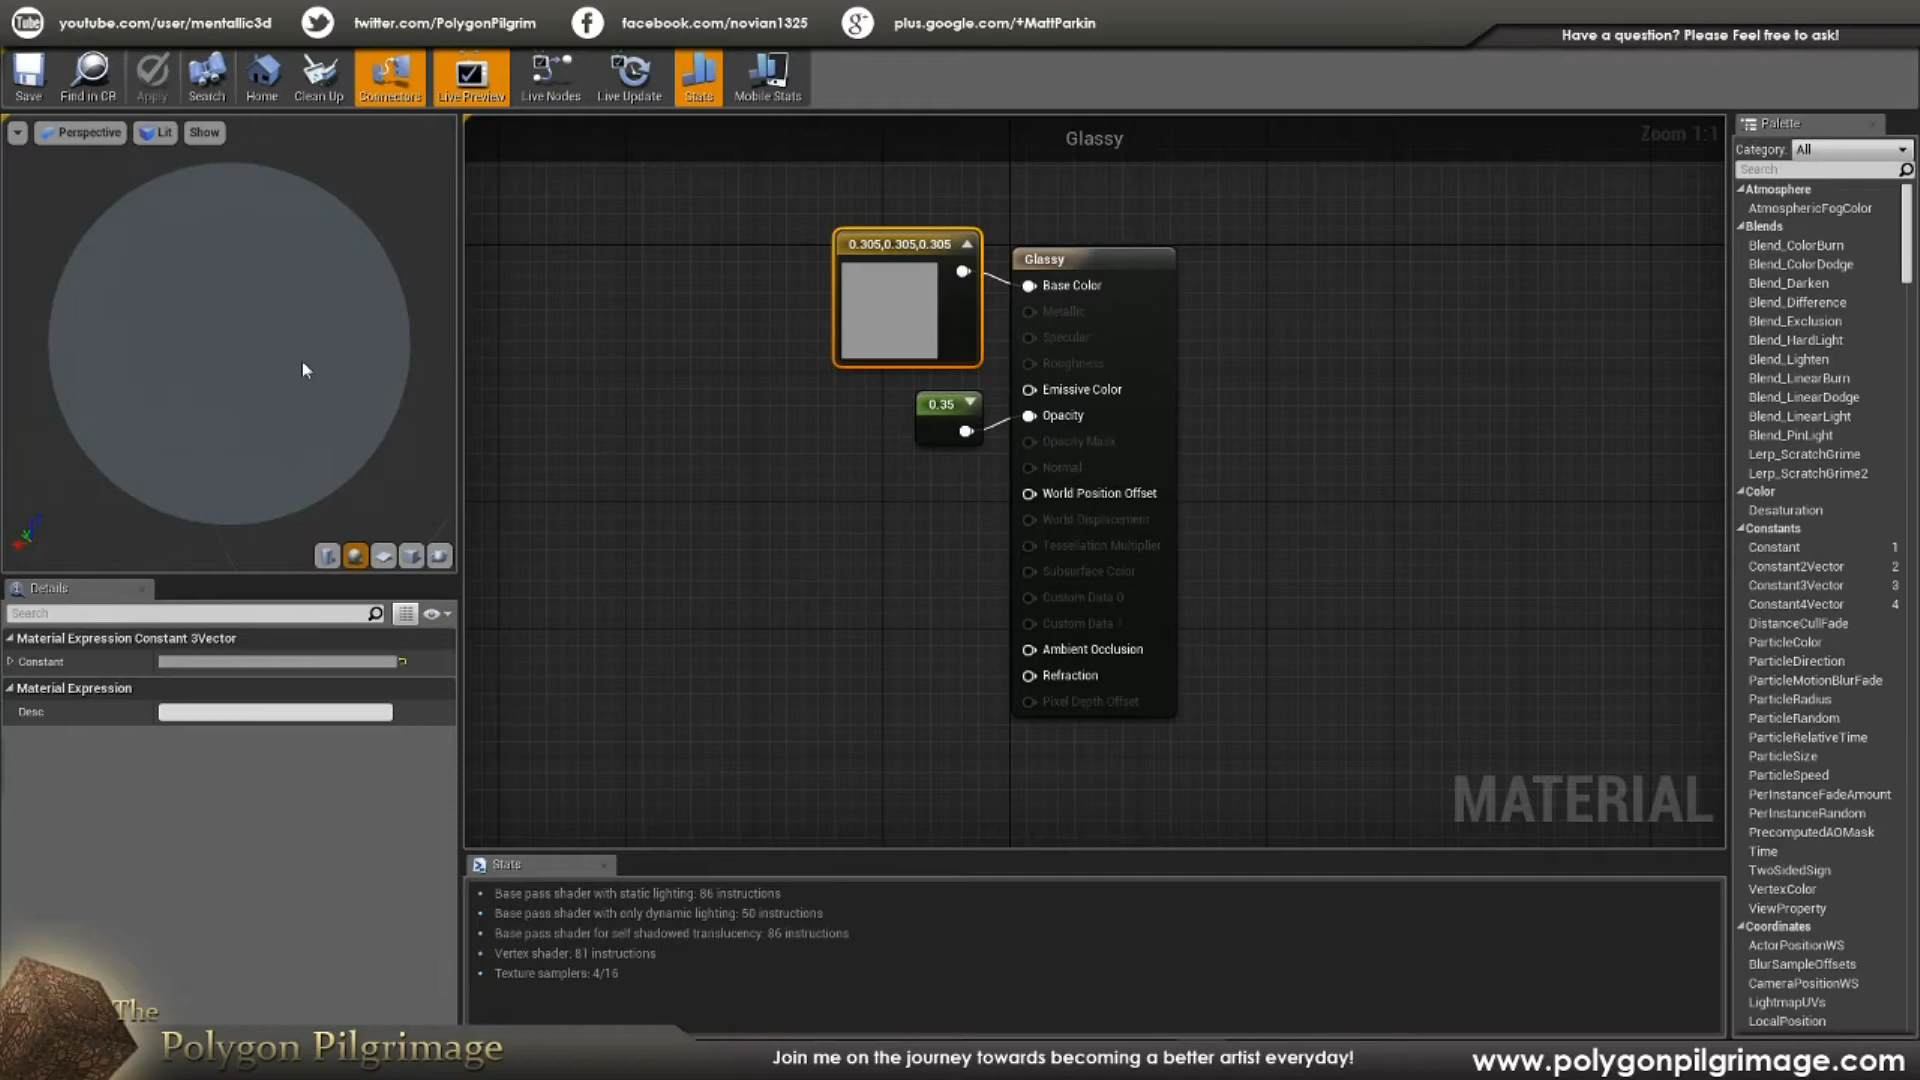 You Tube youtube.com/user/mentallic3d
twitter.com/PolygonPilgrim
facebook.com/novian1325
g+ plus.google.com/+MattParkin
Have a question? Please Feel free to ask!
Save
Find in CB
Apply
Search
Home
Clean Up
Connectors
Live Preview
Live Nodes
Live Update
Stats
Mobile Stats
Perspective
Lit
Show
Glassy
Zoom 1:1
0.305,0.305,0.305
0.35
Glassy
Base Color
Metallic
Specular
Roughness
Emissive Color
Opacity
Opacity Mask
Normal
World Position Offset
World Displacement
Tessellation Multiplier
Subsurface Color
Custom Data 0
Custom Data 1
Ambient Occlusion
Refraction
Pixel Depth Offset
MATERIAL
Details
Search
Material Expression Constant 3Vector
Constant
Material Expression
Desc
Stats
Base pass shader with static lighting: 86 instructions
Base pass shader with only dynamic lighting: 50 instructions
Base pass shader for self shadowed translucency: 86 instructions
Vertex shader: 81 instructions
Texture samplers: 4/16
Palette
Category: All
Search
Atmosphere
AtmosphericFogColor
Blends
Blend_ColorBurn
Blend_ColorDodge
Blend_Darken
Blend_Difference
Blend_Exclusion
Blend_HardLight
Blend_Lighten
Blend_LinearBurn
Blend_LinearDodge
Blend_LinearLight
Blend_PinLight
Lerp_ScratchGrime
Lerp_ScratchGrime2
Color
Desaturation
Constants
Constant 1
Constant2Vector 2
Constant3Vector 3
Constant4Vector 4
DistanceCullFade
ParticleColor
ParticleDirection
ParticleMotionBlurFade
ParticleRadius
ParticleRandom
ParticleRelativeTime
ParticleSize
ParticleSpeed
PerInstanceFadeAmount
PerInstanceRandom
PrecomputedAOMask
Time
TwoSidedSign
VertexColor
ViewProperty
Coordinates
ActorPositionWS
BlurSampleOffsets
CameraPositionWS
LightmapUVs
LocalPosition
The
Polygon Pilgrimage
Join me on the journey towards becoming a better artist everyday!
www.polygonpilgrimage.com